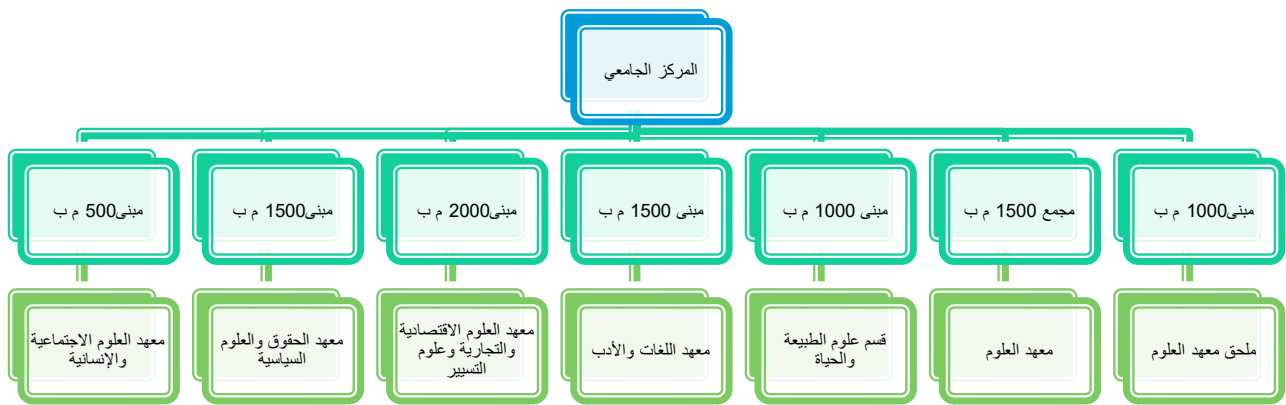 المركز الجامعي
مبنى1000 م ب
مجمع 1500 م ب
مبنى 1000 م ب
مبنى 1500 م ب
مبنى2000 م ب
مبنى1500 م ب
مبنى500 م ب
ملحق معهد العلوم
معهد العلوم
قسم علوم الطبيعة
والحياة
معهد اللغات والأدب
معهد العلوم الاقتصادية
والتجارية وعلوم
التسيير
معهد الحقوق والعلوم
السياسية
معهد العلوم الاجتماعية
والإنسانية